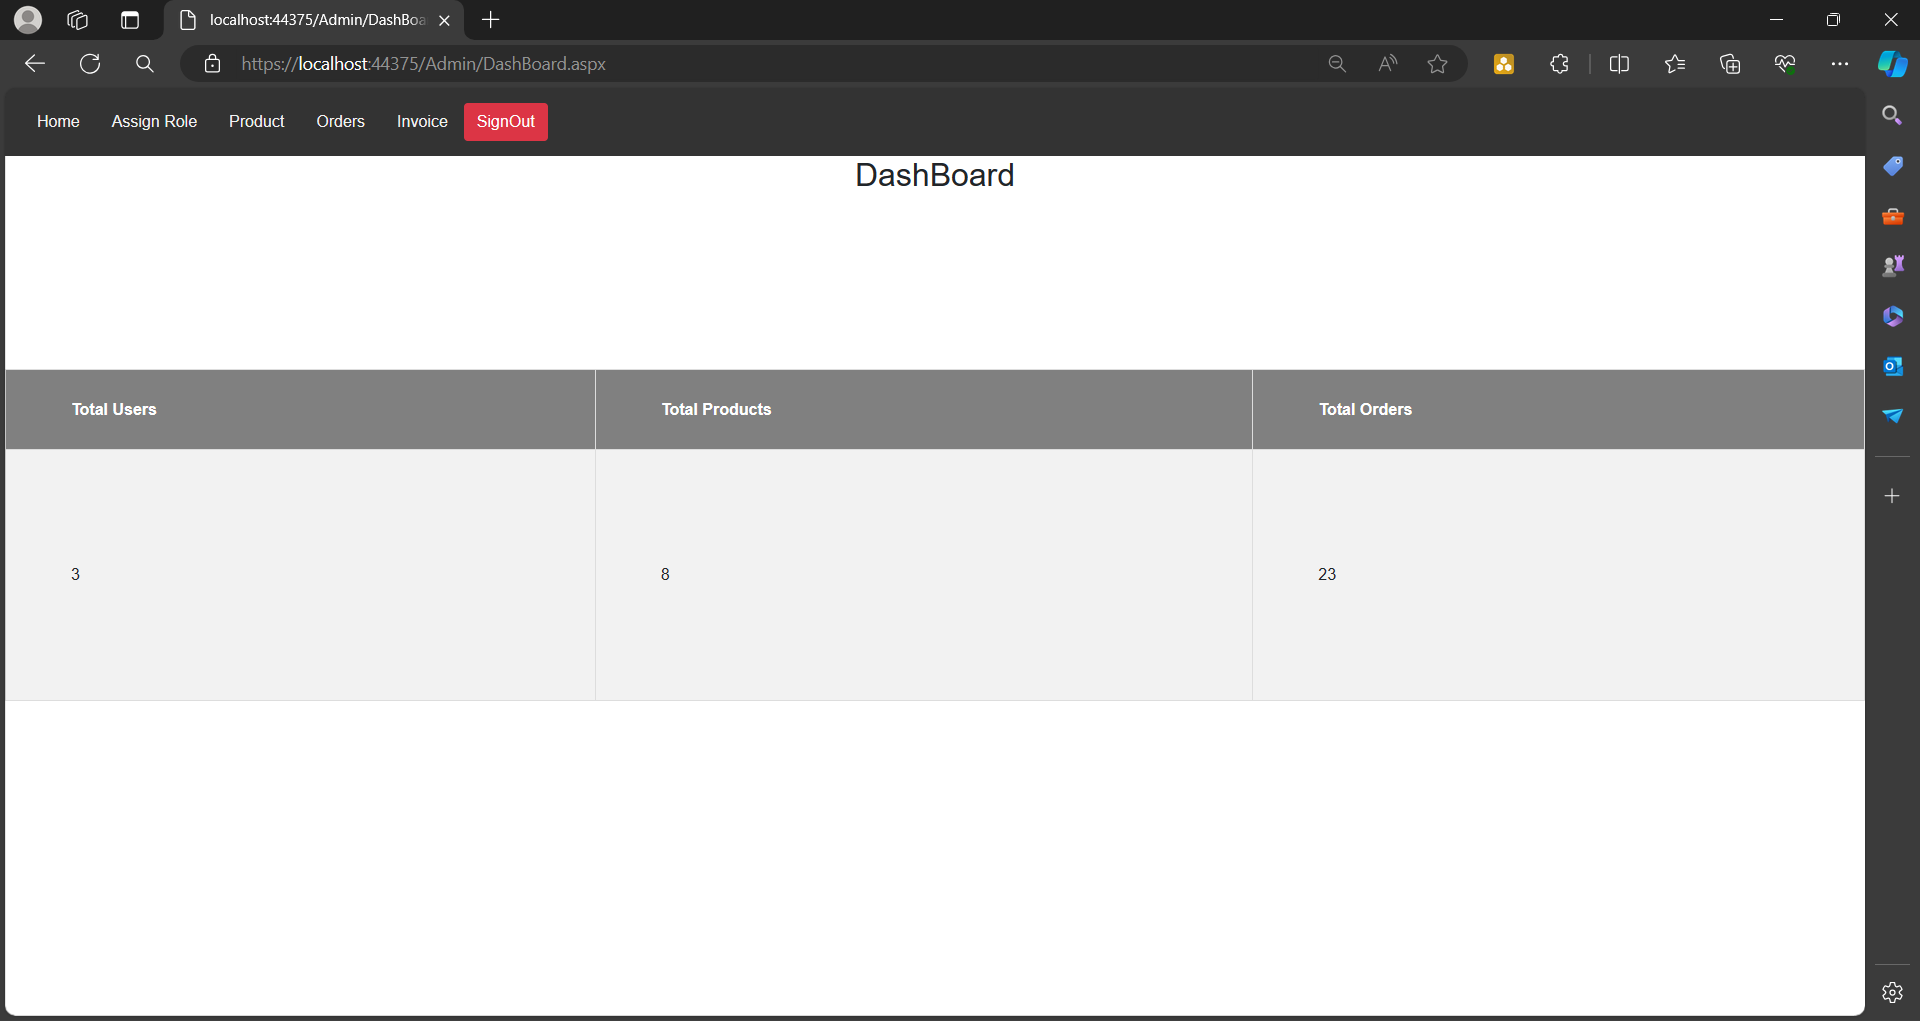 localhost:44375/Admin/DashBoa
https://localhost:44375/Admin/DashBoard.aspx
Home Assign Role Product Orders Invoice SignOut
DashBoard
Total Users Total Products Total Orders
3 8 23